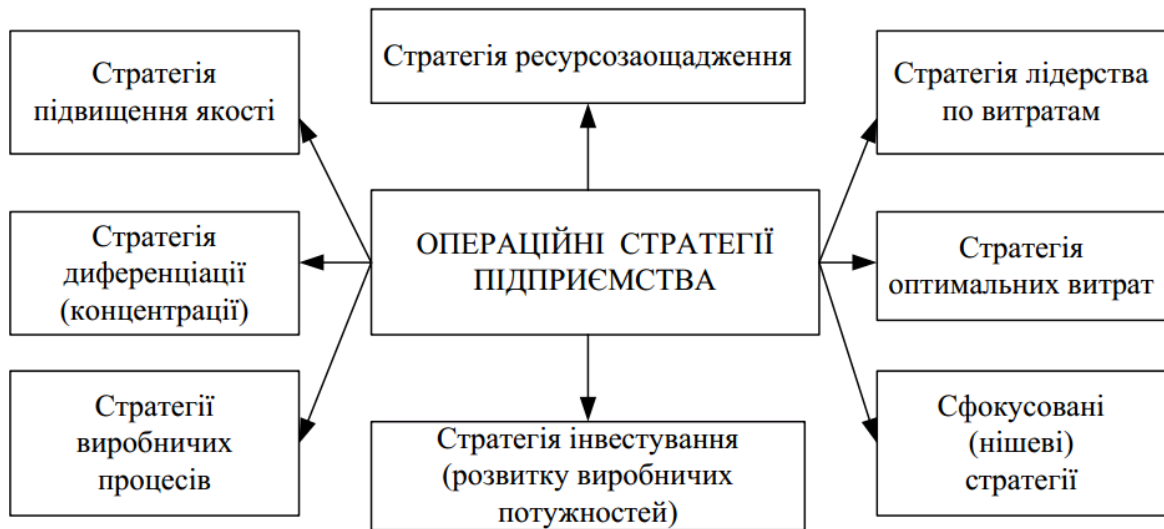 Стратегія ресурсозаощадження
Стратегія
підвищення якості
Стратегія лідерства
по витратам
ОПЕРАЦІЙНІ СТРАТЕГІЇ
ПІДПРИЄМСТВА
Стратегія
диференціації
(концентрації)
Стратегія
оптимальних витрат
Стратегії
виробничих
процесів
Стратегія інвестування
(розвитку виробничих
потужностей)
Сфокусовані
(нішеві)
стратегії